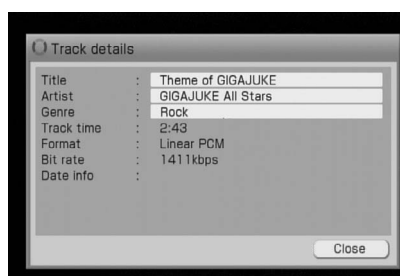 Track details
Title : Theme of GIGAJUKE
Artist : GIGAJUKE All Stars
Genre : Rock
Track time : 2:43
Format : Linear PCM
Bit rate : 1411kbps
Date info :
Close